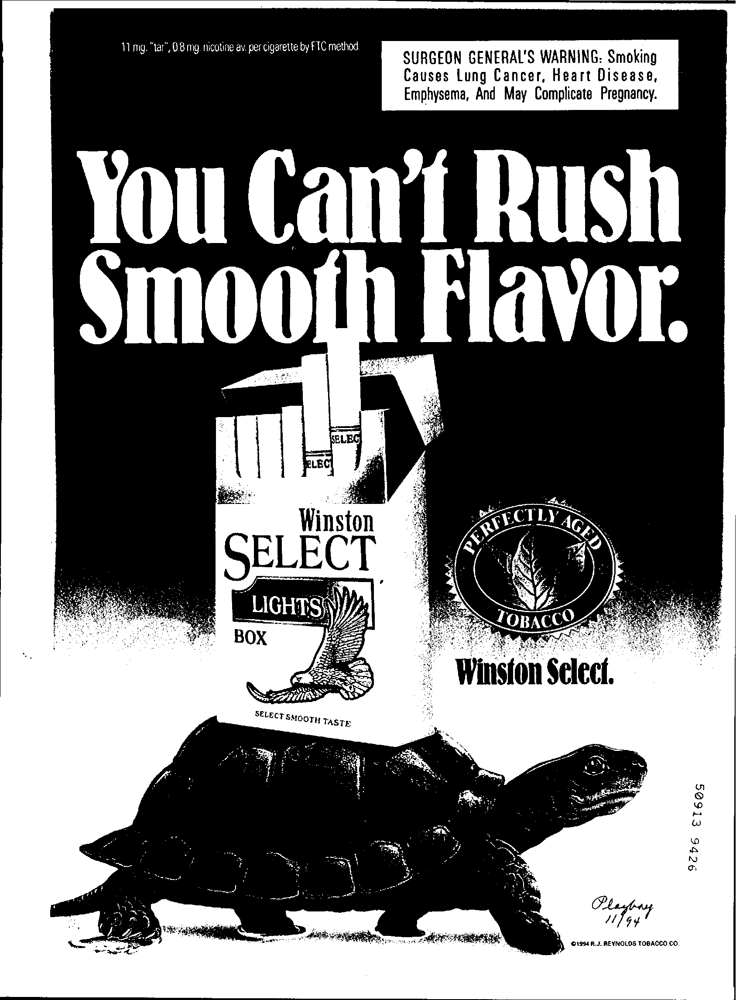 11 mg. "tar", 0.8 mg. nicotine av. per cigarette by FTC method.
SURGEON GENERAL'S WARNING: Smoking
Causes Lung Cancer, Heart Disease,
Emphysema, And May Complicate Pregnancy.
You Can't Rush
Smooth Flavor.
SELECT
ELECT
Winston
SELECT
LIGHTS
BOX
SELECT SMOOTH TASTE
PERFECTLY AGED
TOBACCO
Winston Select.
50913 9426
Playboy
11/94
©1994 R.J. REYNOLDS TOBACCO CO.